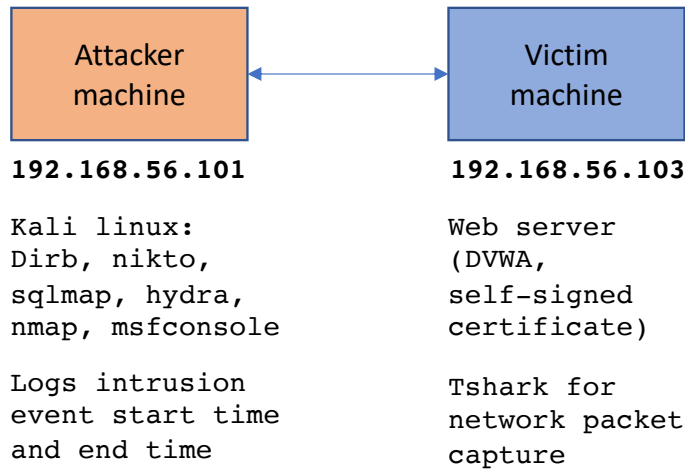 Attacker
machine
Victim
machine
192.168.56.101
192.168.56.103
Kali linux:
Dirb, nikto,
sqlmap, hydra,
nmap, msfconsole
Logs intrusion
event start time
and end time
Web server
(DVWA,
self-signed
certificate)
Tshark for
network packet
capture